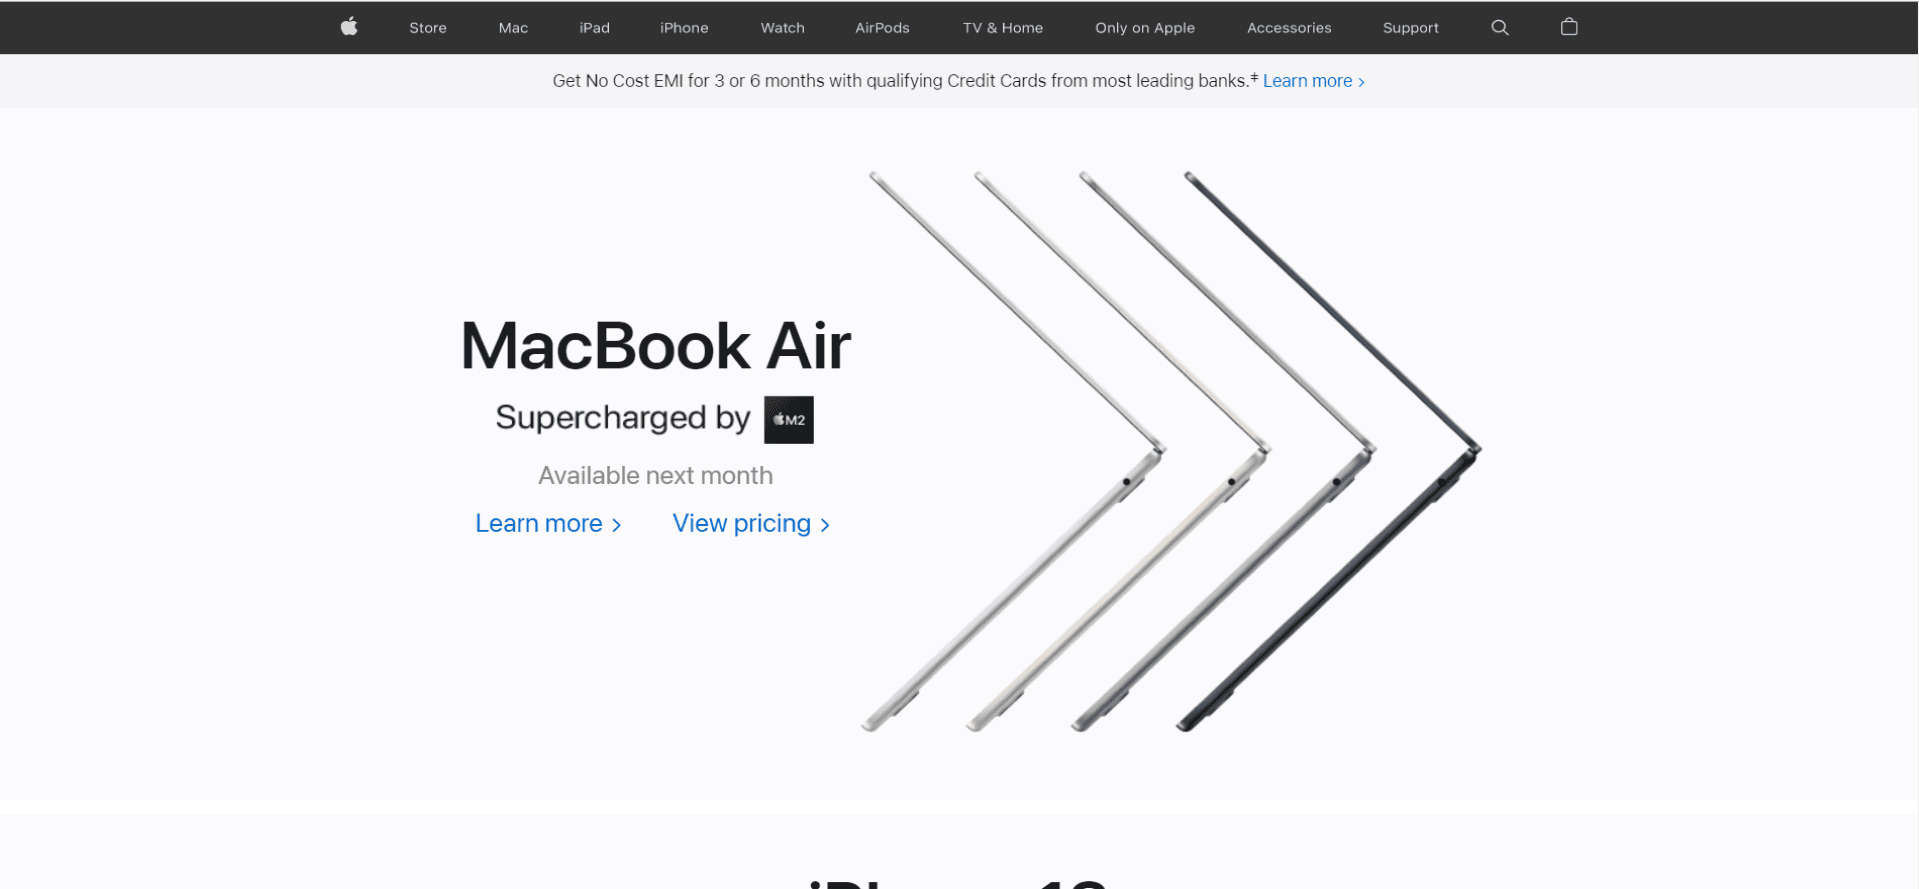 Store Mac iPad iPhone Watch AirPods TV & Home Only on Apple Accessories Support
Get No Cost EMI for 3 or 6 months with qualifying Credit Cards from most leading banks.‡ Learn more >
MacBook Air
Supercharged by M2
Available next month
Learn more > View pricing >